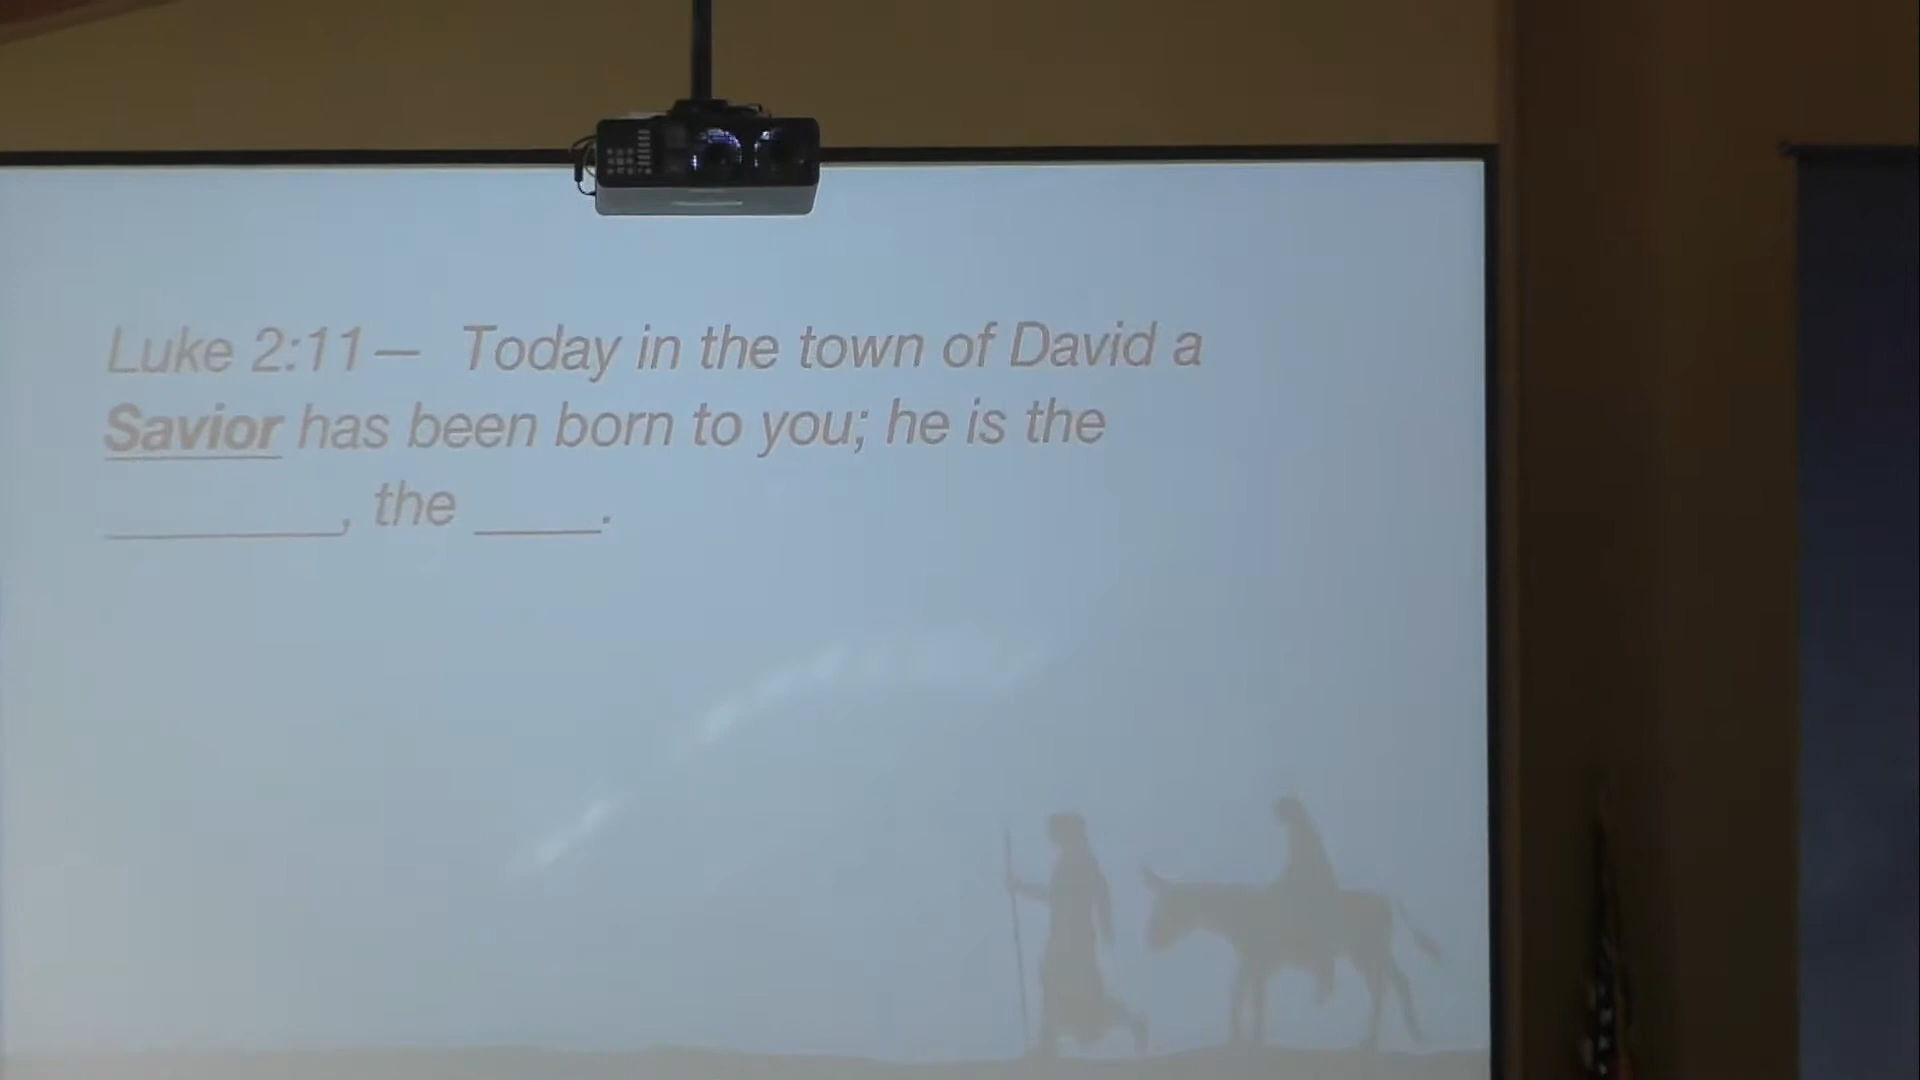 Luke 2:11— Today in the town of David a
Savior has been born to you; he is the
________, the ____.